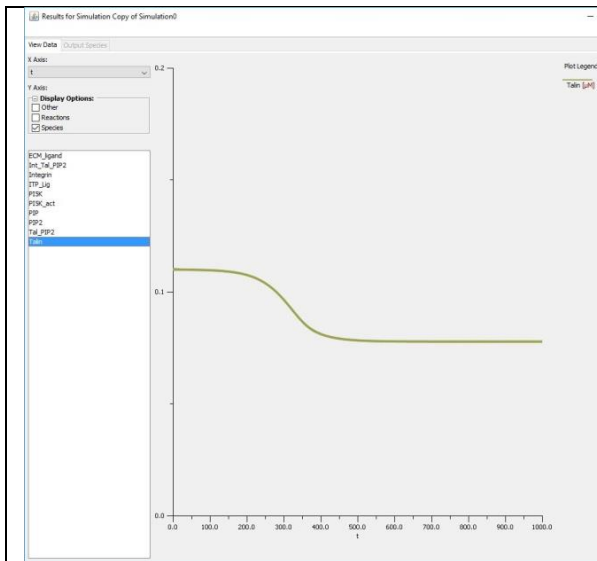 Results for Simulation Copy of Simulation0
View Data Output Species
X Axis:
t
Y Axis:
Display Options:
Other
Reactions
Species
ECM_ligand
Int_Tal_PIP2
Integrin
ITP_Lig
PI5K
PI5K_act
PIP
PIP2
Tal_PIP2
Talin
0.2
0.1
0.0
0.0 100.0 200.0 300.0 400.0 500.0 600.0 700.0 800.0 900.0 1000.0
t
Plot Legend
Talin [µM]